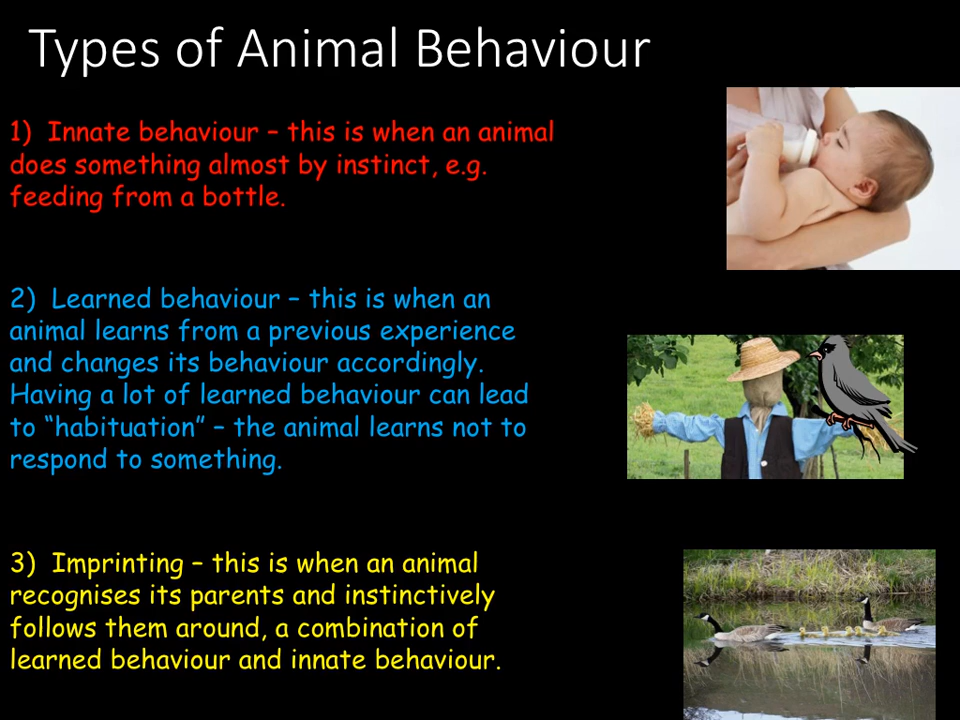 Types of Animal Behaviour
1) Innate behaviour – this is when an animal
does something almost by instinct, e.g.
feeding from a bottle.
2) Learned behaviour – this is when an
animal learns from a previous experience
and changes its behaviour accordingly.
Having a lot of learned behaviour can lead
to “habituation” – the animal learns not to
respond to something.
3) Imprinting – this is when an animal
recognises its parents and instinctively
follows them around, a combination of
learned behaviour and innate behaviour.